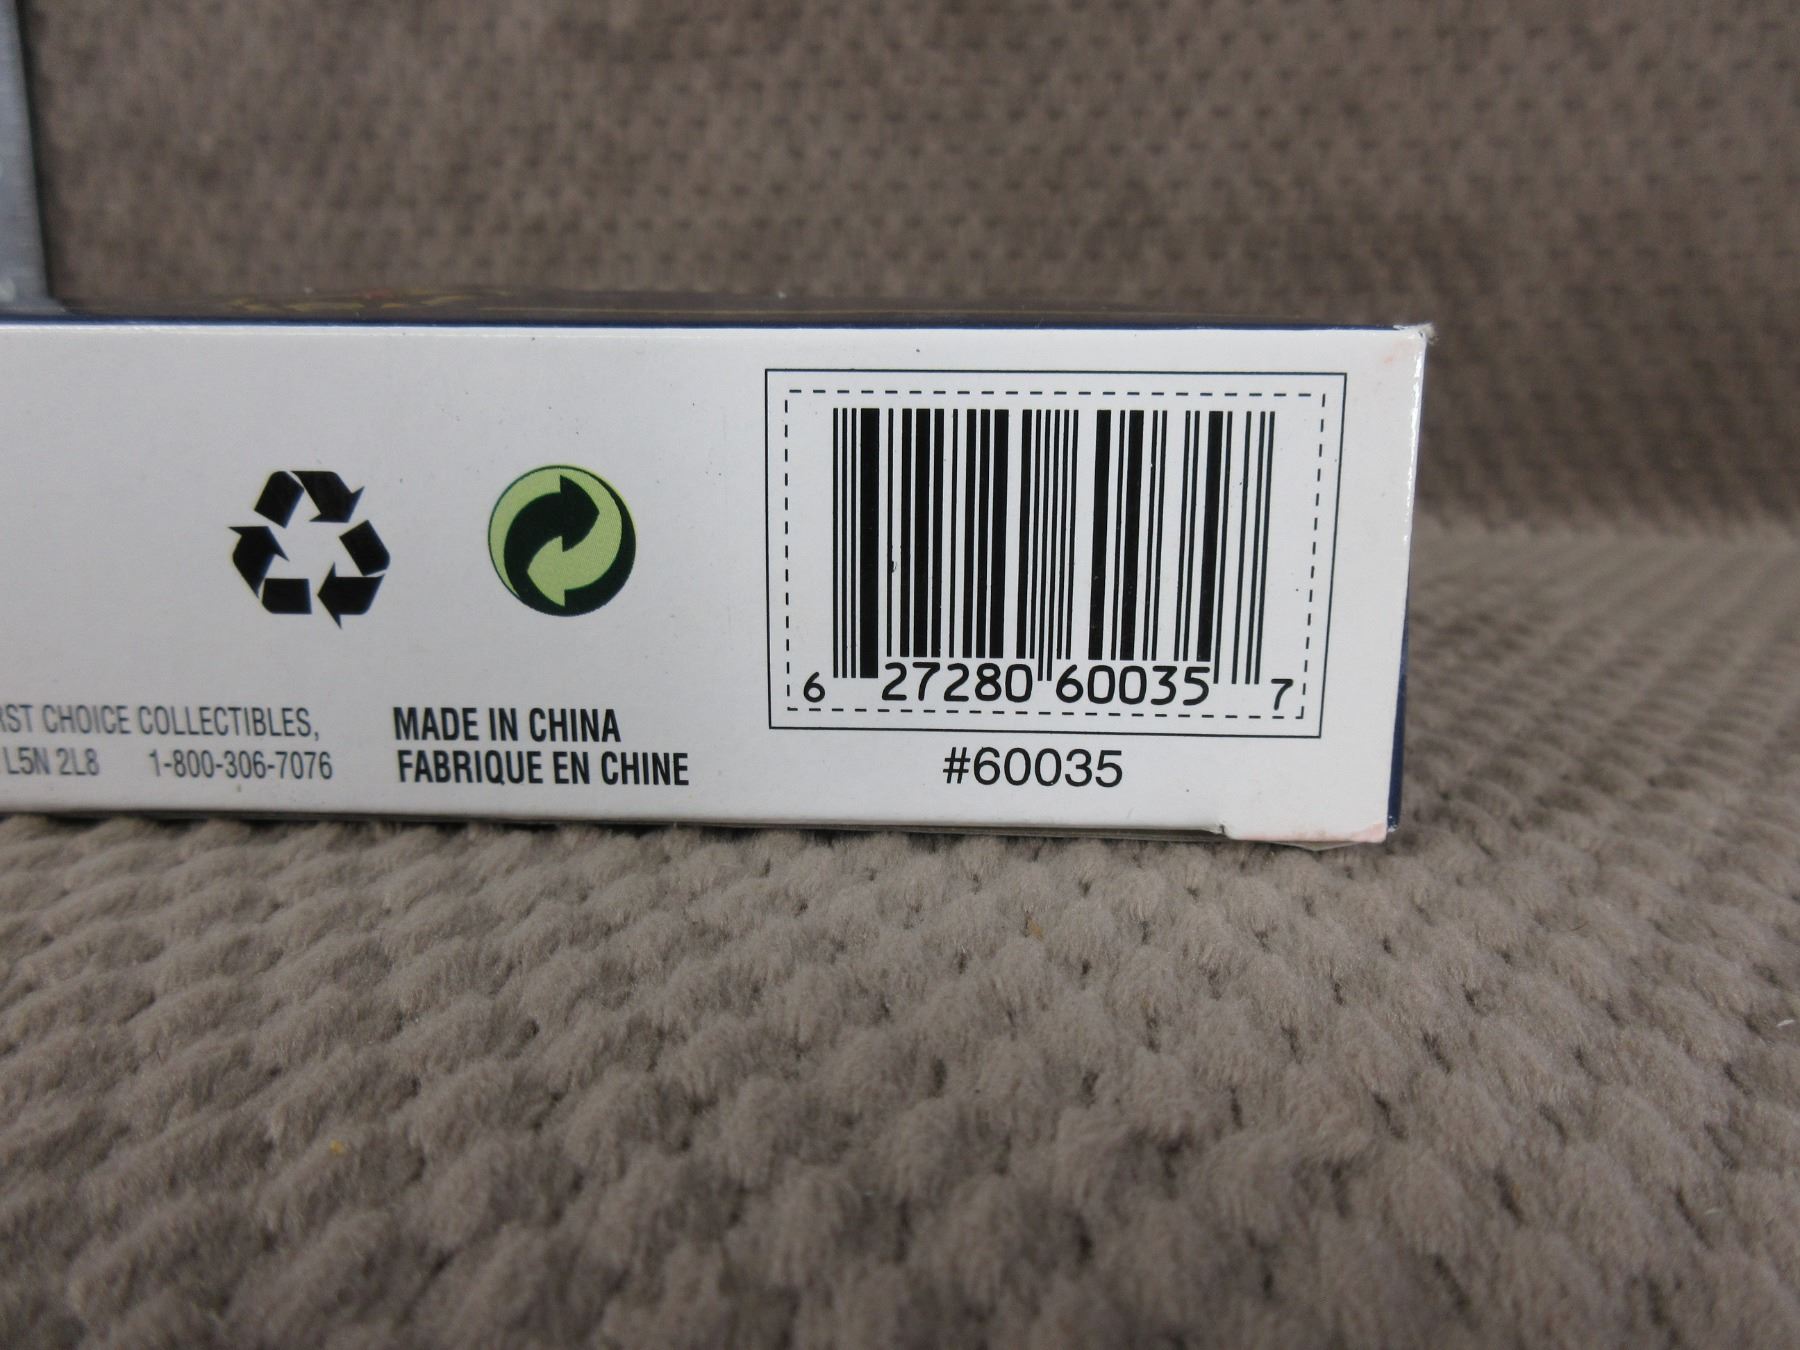 RST CHOICE COLLECTIBLES,
L5N 2L8 1-800-306-7076
MADE IN CHINA
FABRIQUE EN CHINE
6 27280 60035 7
#60035